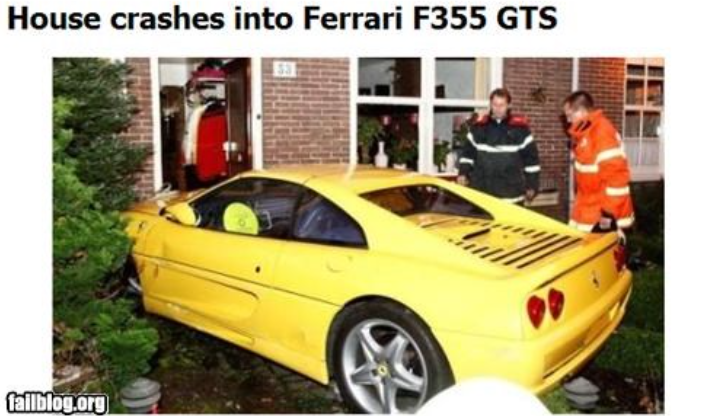 House crashes into Ferrari F355 GTS
53
failblog.org